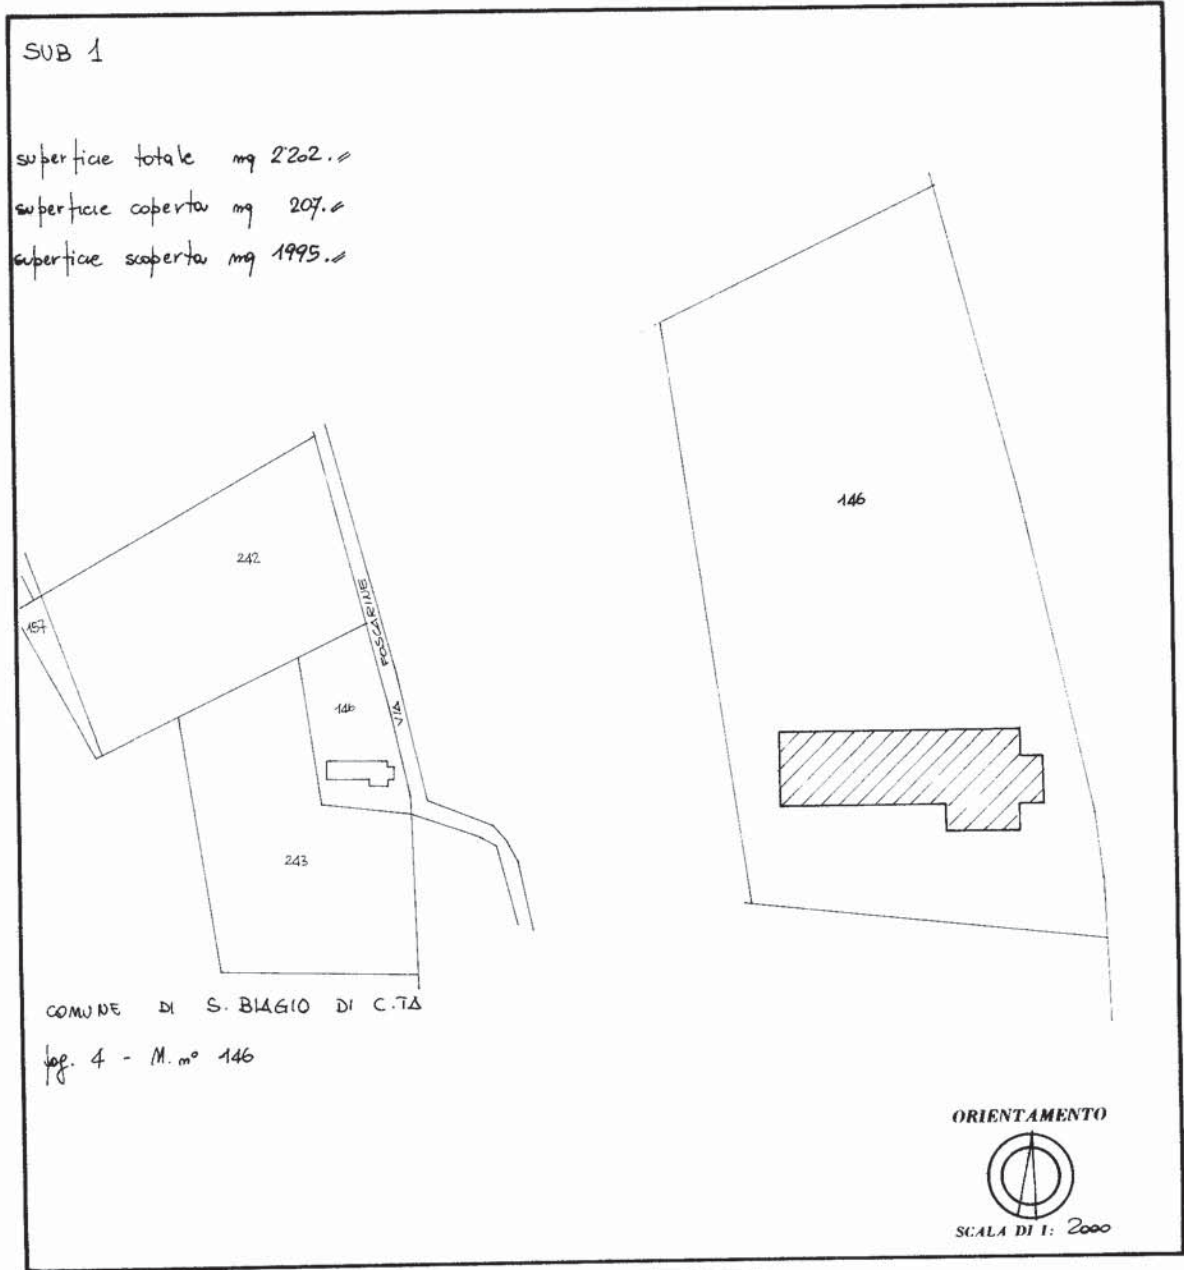 SUB 1
superficie totale mq 2202.=
superficie coperta mq 207.=
superficie scoperta mq 1995.=
146
242
157
VIA FOSCARINE
146
243
COMUNE DI S. BIAGIO DI C.TA
fog. 4 - M. n° 146
ORIENTAMENTO
SCALA DI 1: 2000